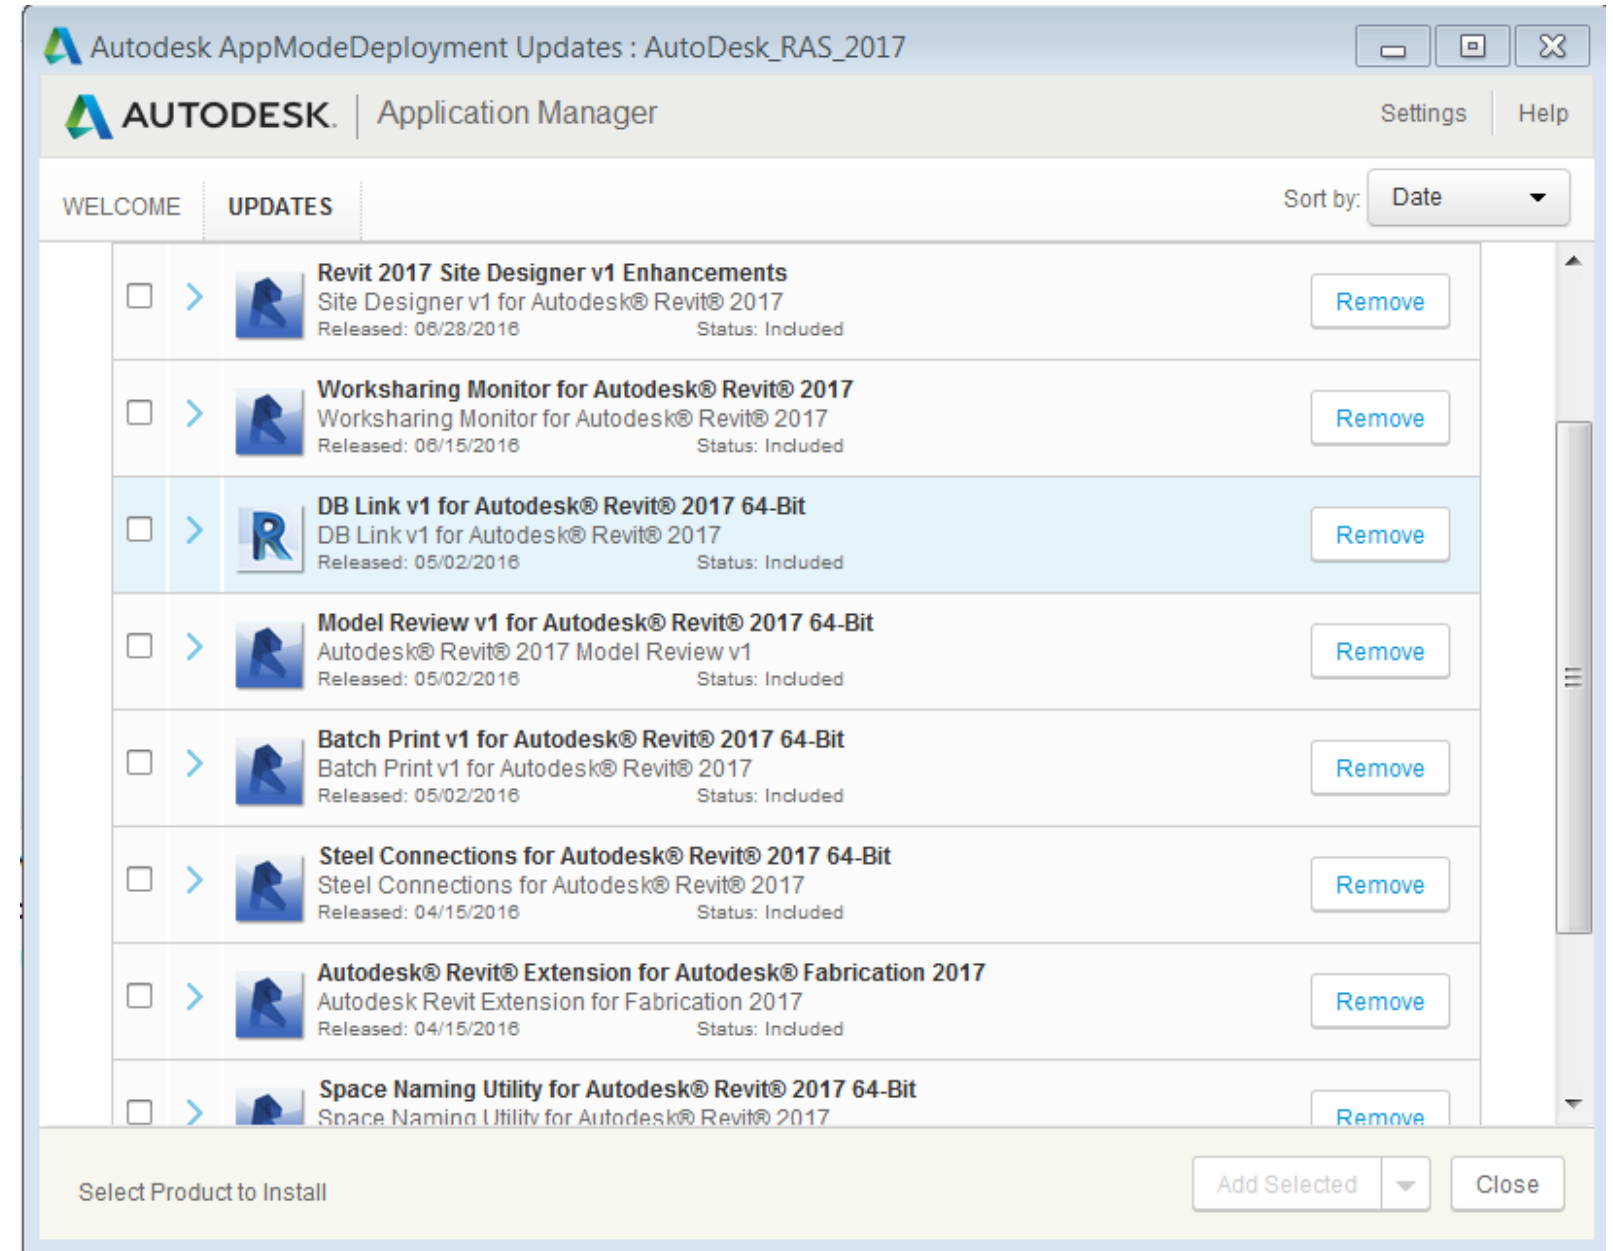 Autodesk AppModeDeployment Updates : AutoDesk_RAS_2017
AUTODESK. Application Manager Settings Help
WELCOME UPDATES Sort by: Date
Revit 2017 Site Designer v1 Enhancements
Site Designer v1 for Autodesk® Revit® 2017
Released: 06/28/2016 Status: Included
Remove
Worksharing Monitor for Autodesk® Revit® 2017
Worksharing Monitor for Autodesk® Revit® 2017
Released: 06/15/2016 Status: Included
Remove
DB Link v1 for Autodesk® Revit® 2017 64-Bit
DB Link v1 for Autodesk® Revit® 2017
Released: 05/02/2016 Status: Included
Remove
Model Review v1 for Autodesk® Revit® 2017 64-Bit
Autodesk® Revit® 2017 Model Review v1
Released: 05/02/2016 Status: Included
Remove
Batch Print v1 for Autodesk® Revit® 2017 64-Bit
Batch Print v1 for Autodesk® Revit® 2017
Released: 05/02/2016 Status: Included
Remove
Steel Connections for Autodesk® Revit® 2017 64-Bit
Steel Connections for Autodesk® Revit® 2017
Released: 04/15/2016 Status: Included
Remove
Autodesk® Revit® Extension for Autodesk® Fabrication 2017
Autodesk Revit Extension for Fabrication 2017
Released: 04/15/2016 Status: Included
Remove
Space Naming Utility for Autodesk® Revit® 2017 64-Bit
Space Naming Utility for Autodesk® Revit® 2017
Remove
Select Product to Install Add Selected Close